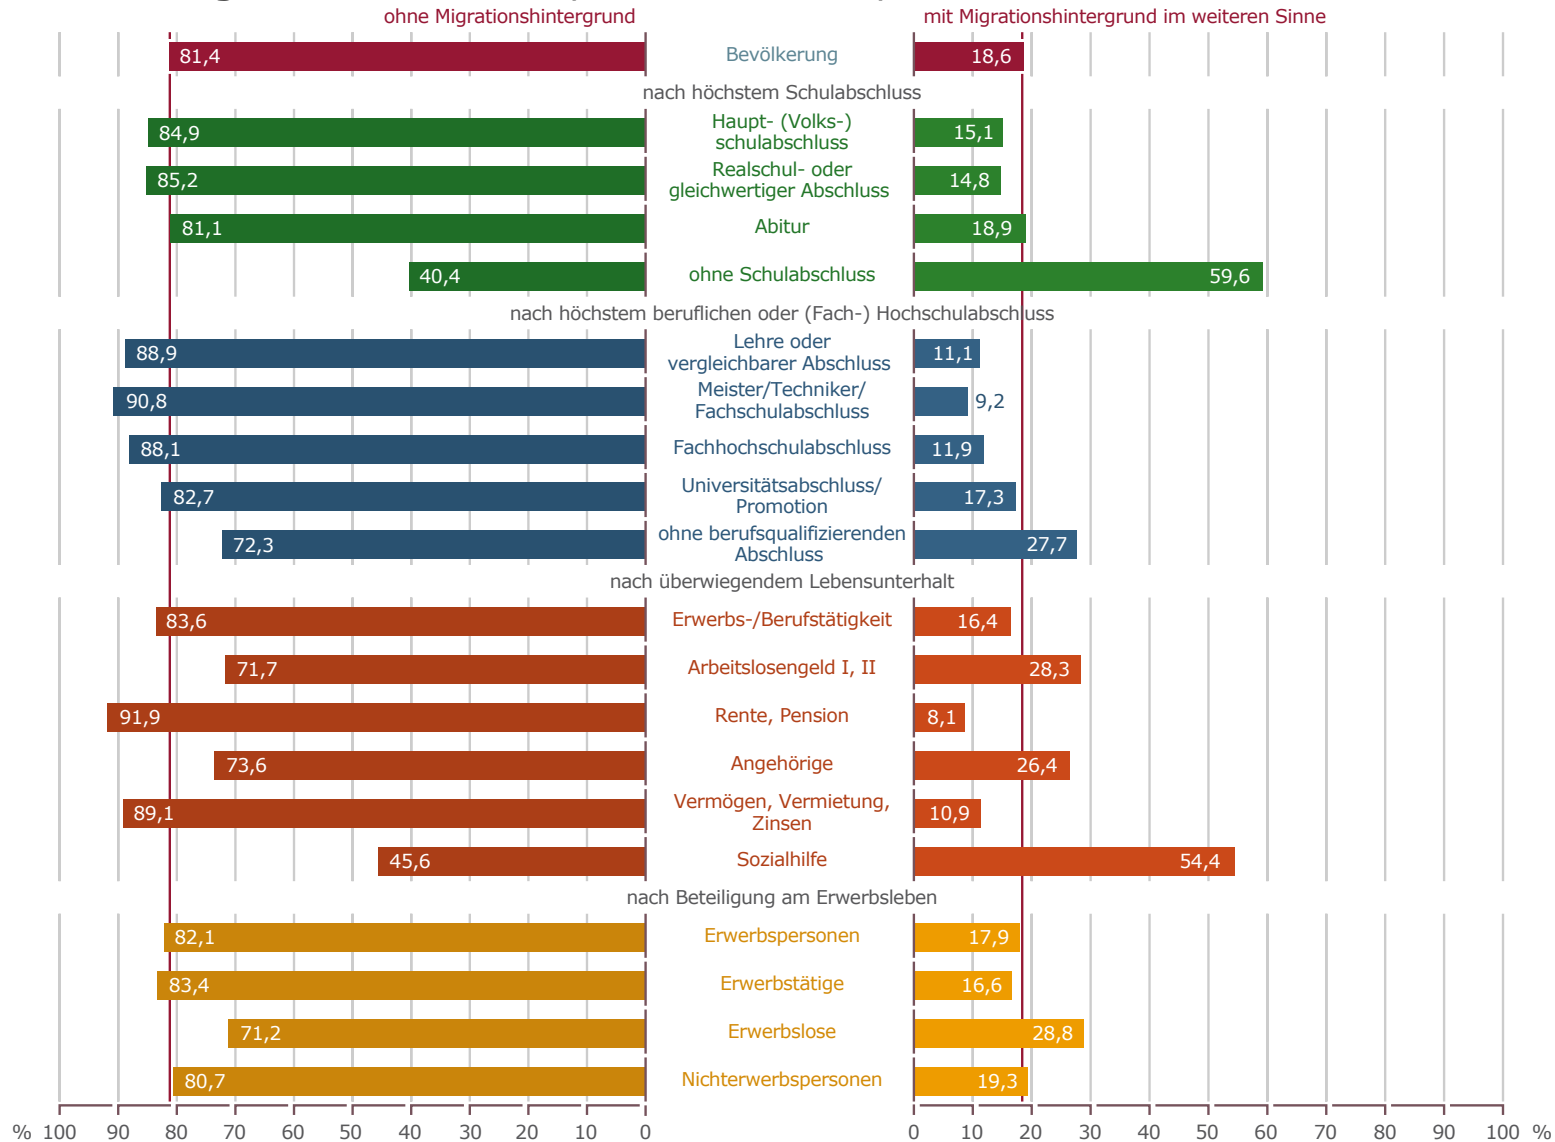 ohne Migrationshintergrund
mit Migrationshintergrund im weiteren Sinne
81,4 Bevölkerung 18,6
nach höchstem Schulabschluss
84,9 Haupt- (Volks-) 15,1
schulabschluss
85,2 Realschul- oder 14,8
gleichwertiger Abschluss
81,1 Abitur 18,9
40,4 ohne Schulabschluss 59,6
nach höchstem beruflichen oder (Fach-) Hochschulabschluss
88,9 Lehre oder 11,1
vergleichbarer Abschluss
90,8 Meister/Techniker/ 9,2
Fachschulabschluss
88,1 Fachhochschulabschluss 11,9
82,7 Universitätsabschluss/ 17,3
Promotion
72,3 ohne berufsqualifizierenden 27,7
Abschluss
nach überwiegendem Lebensunterhalt
83,6 Erwerbs-/Berufstätigkeit 16,4
71,7 Arbeitslosengeld I, II 28,3
91,9 Rente, Pension 8,1
73,6 Angehörige 26,4
89,1 Vermögen, Vermietung, 10,9
Zinsen
45,6 Sozialhilfe 54,4
nach Beteiligung am Erwerbsleben
82,1 Erwerbspersonen 17,9
83,4 Erwerbstätige 16,6
71,2 Erwerbslose 28,8
80,7 Nichterwerbspersonen 19,3
% 100 90 80 70 60 50 40 30 20 10 0 0 10 20 30 40 50 60 70 80 90 100 %